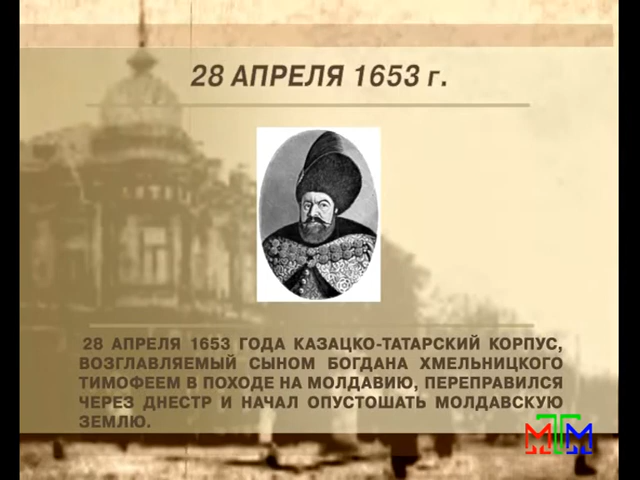 28 АПРЕЛЯ 1653 г.
28 АПРЕЛЯ 1653 ГОДА КАЗАЦКО-ТАТАРСКИЙ КОРПУС,
ВОЗГЛАВЛЯЕМЫЙ СЫНОМ БОГДАНА ХМЕЛЬНИЦКОГО
ТИМОФЕЕМ В ПОХОДЕ НА МОЛДАВИЮ, ПЕРЕПРАВИЛСЯ
ЧЕРЕЗ ДНЕСТР И НАЧАЛ ОПУСТОШАТЬ МОЛДАВСКУЮ
ЗЕМЛЮ.
МТМ